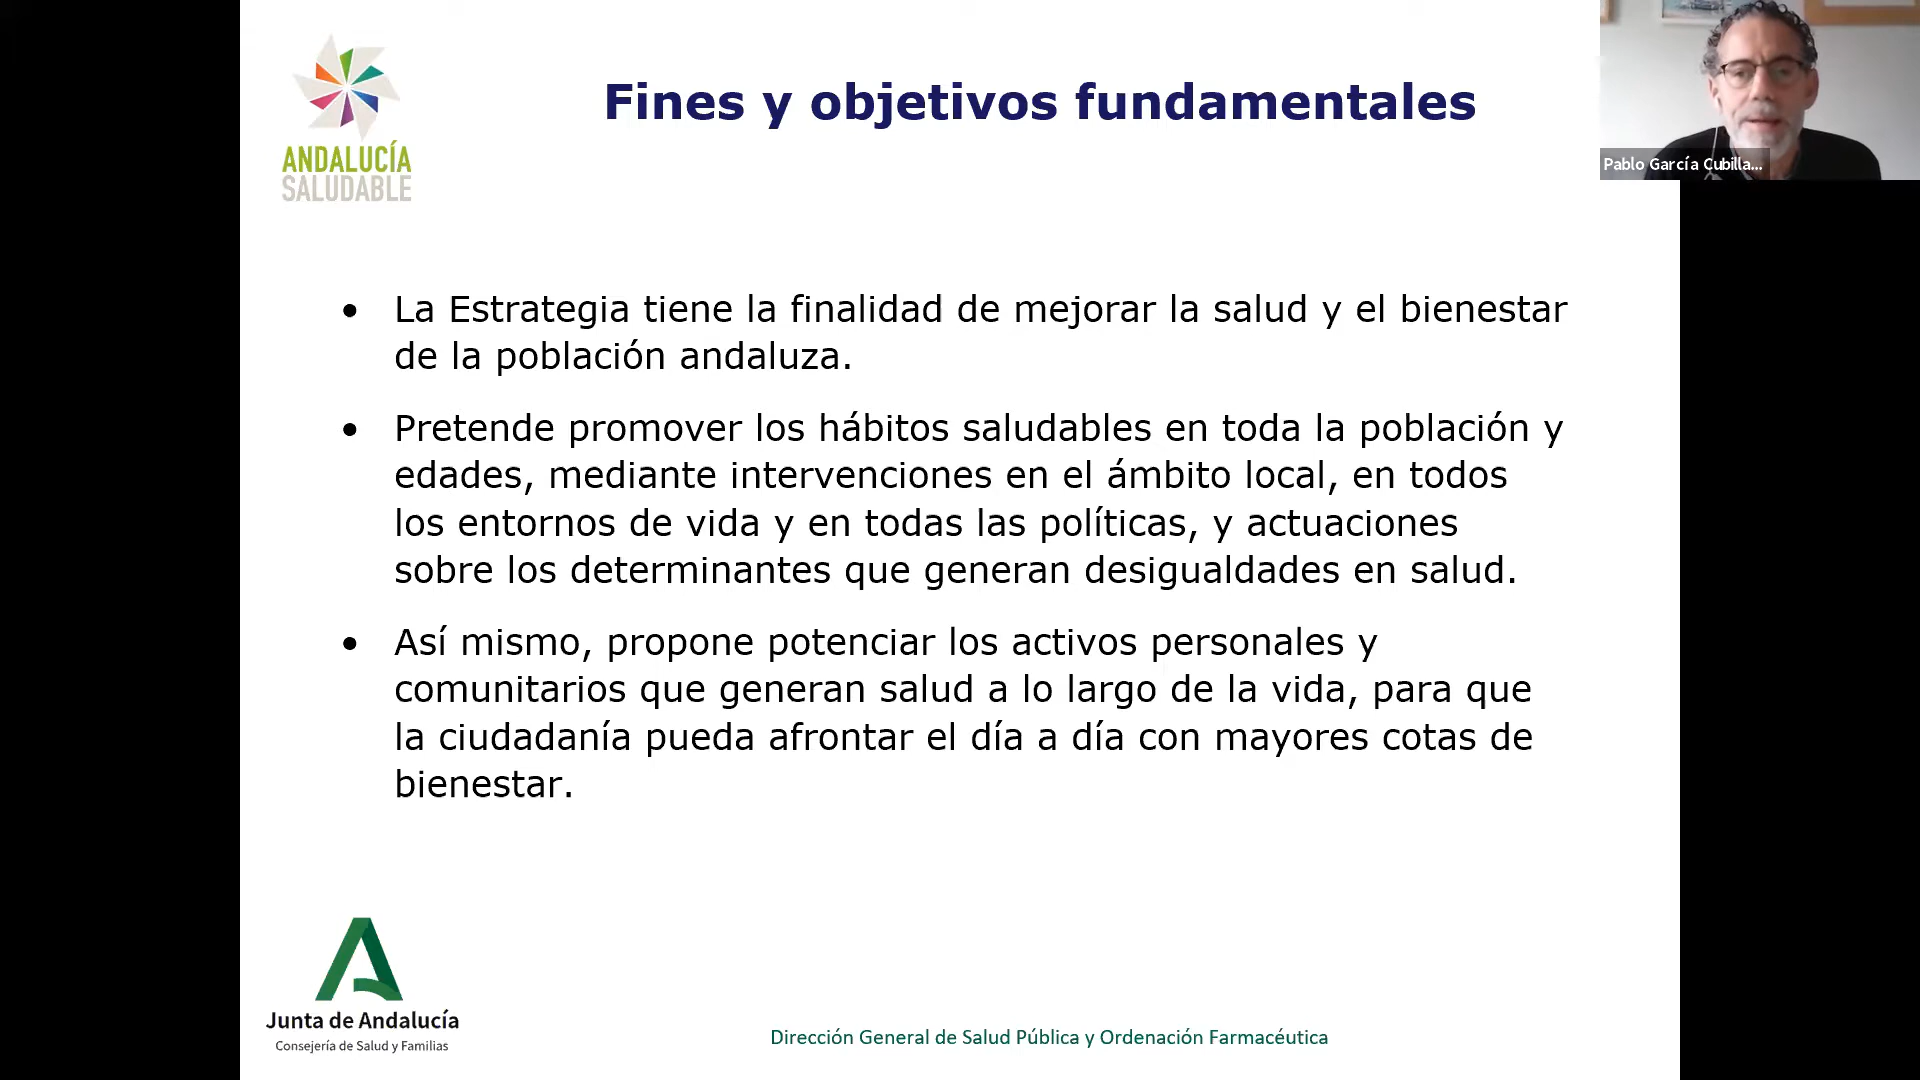 ANDALUCÍA
SALUDABLE
Fines y objetivos fundamentales
Pablo García Cubilla...
• La Estrategia tiene la finalidad de mejorar la salud y el bienestar
de la población andaluza.
• Pretende promover los hábitos saludables en toda la población y
edades, mediante intervenciones en el ámbito local, en todos
los entornos de vida y en todas las políticas, y actuaciones
sobre los determinantes que generan desigualdades en salud.
• Así mismo, propone potenciar los activos personales y
comunitarios que generan salud a lo largo de la vida, para que
la ciudadanía pueda afrontar el día a día con mayores cotas de
bienestar.
Junta de Andalucía
Consejería de Salud y Familias
Dirección General de Salud Pública y Ordenación Farmacéutica